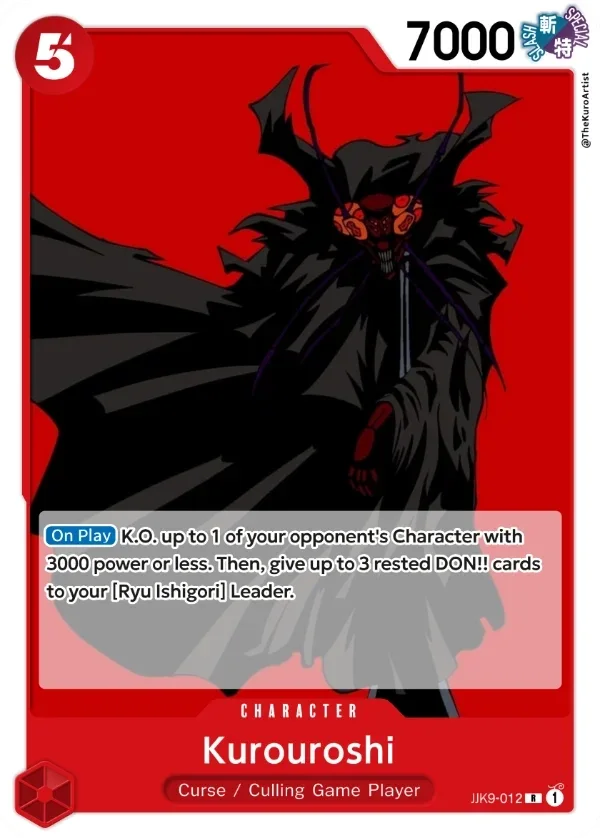 5
7000
SLASH 斬 特 SPECIAL
@TheKuroArtist
On Play K.O. up to 1 of your opponent's Character with
3000 power or less. Then, give up to 3 rested DON!! cards
to your [Ryu Ishigori] Leader.
CHARACTER
Kurouroshi
Curse / Culling Game Player
JJK9-012 R 1